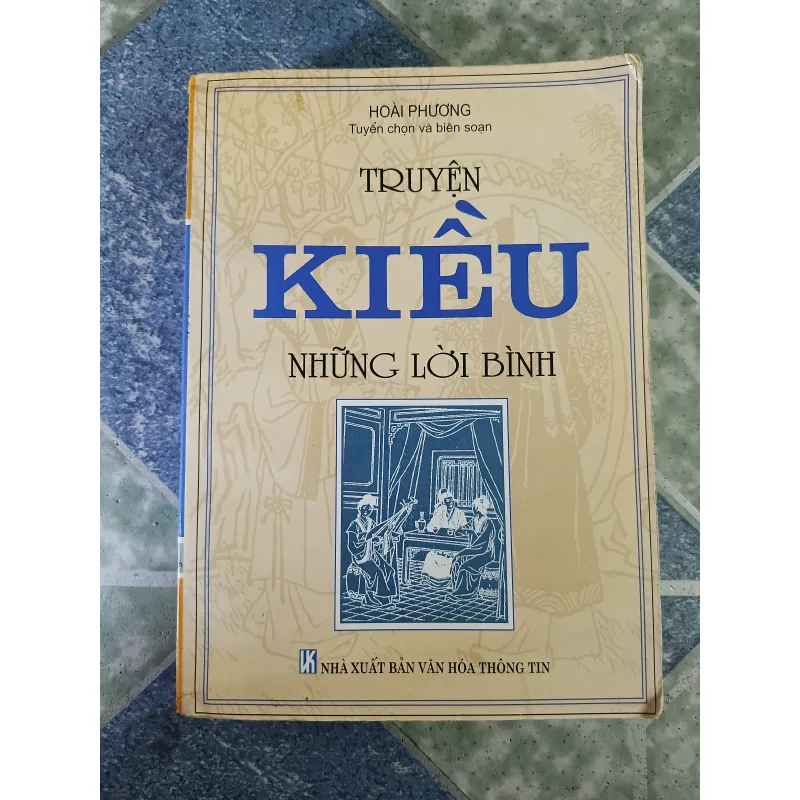 HOÀI PHƯƠNG
Tuyển chọn và biên soạn
TRUYỆN
KIỀU
NHỮNG LỜI BÌNH
NHÀ XUẤT BẢN VĂN HÓA THÔNG TIN